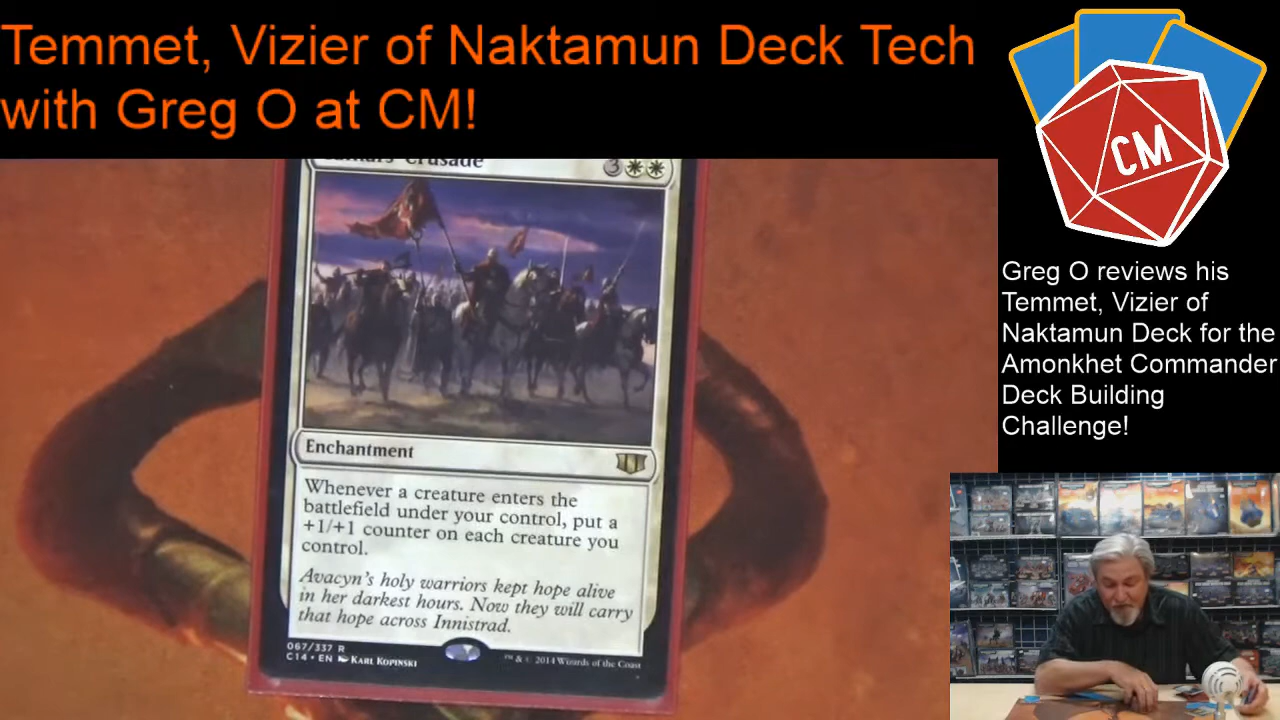 Temmet, Vizier of Naktamun Deck Tech
with Greg O at CM!
CM
Greg O reviews his
Temmet, Vizier of
Naktamun Deck for the
Amonkhet Commander
Deck Building
Challenge!
Crusade 3
Enchantment
Whenever a creature enters the
battlefield under your control, put a
+1/+1 counter on each creature you
control.
Avacyn's holy warriors kept hope alive
in her darkest hours. Now they will carry
that hope across Innistrad.
067/337 R
C14 • EN Karl Kopinski
™ & © 2014 Wizards of the Coast